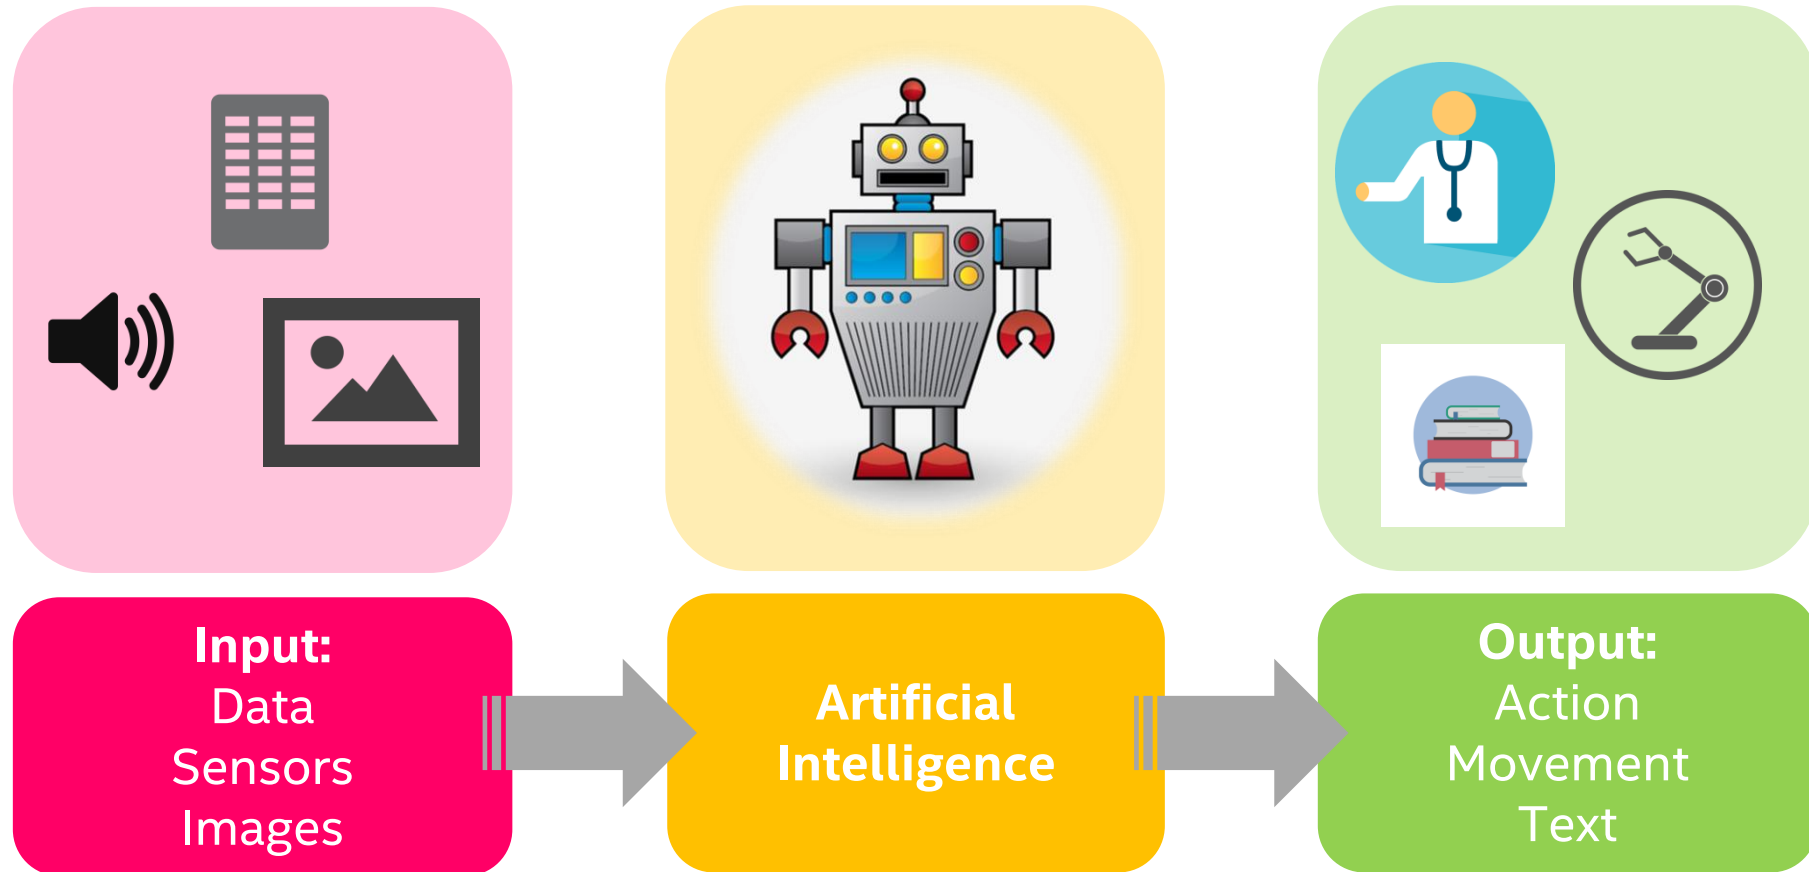 Input:
Data
Sensors
Images
Artificial
Intelligence
Output:
Action
Movement
Text